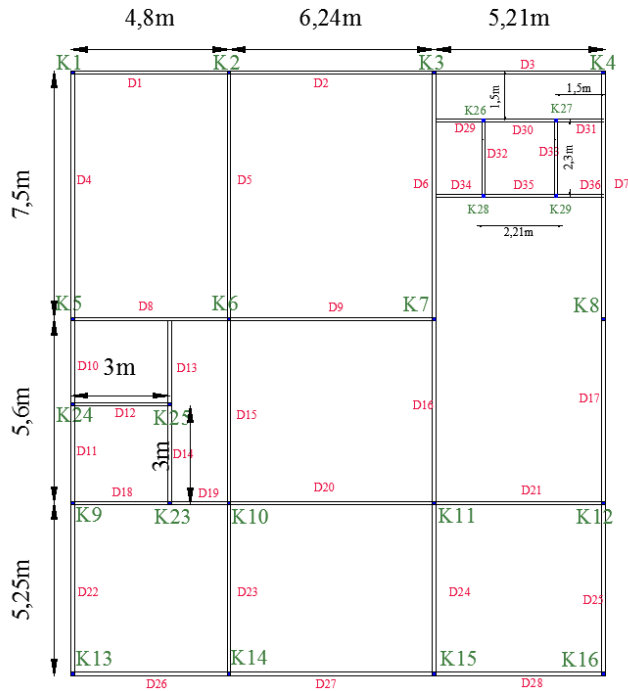 4,8m 6,24m 5,21m
K1 K2 K3 K4
D1 D2 D3
1,5m 1,5m
K26 K27
D29 D30 D31
D32 D33 2,3m
D4 D5 D6 D34 D35 D36 D7
7,5m
K28 K29
2,21m
K5 K6 K7 K8
D8 D9
D10 D13
3m
5,6m
D12 D15 D16 D17
K24 K25
D11 3m D14
D18 D19 D20 D21
K9 K23 K10 K11 K12
5,25m
D22 D23 D24 D25
K13 K14 K15 K16
D26 D27 D28